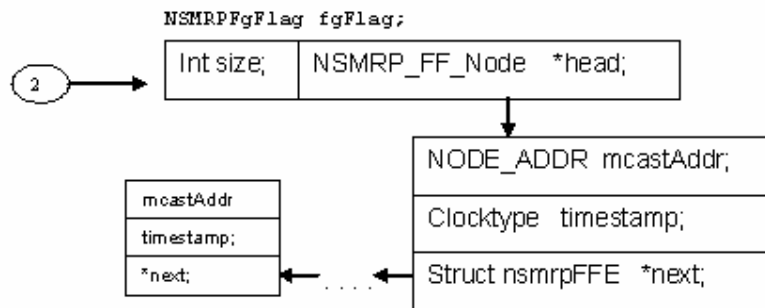 NSMRPFgFlag fgFlag;
2
Int size;
NSMRP_FF_Node *head;
NODE_ADDR mcastAddr;
Clocktype timestamp;
Struct nsmrpFFE *next;
mcastAddr
timestamp;
*next;
. . . .